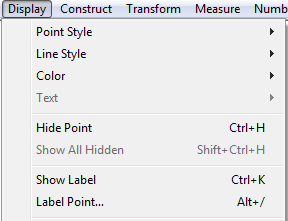 Display Construct Transform Measure Numb
Point Style
Line Style
Color
Text
Hide Point Ctrl+H
Show All Hidden Shift+Ctrl+H
Show Label Ctrl+K
Label Point... Alt+/